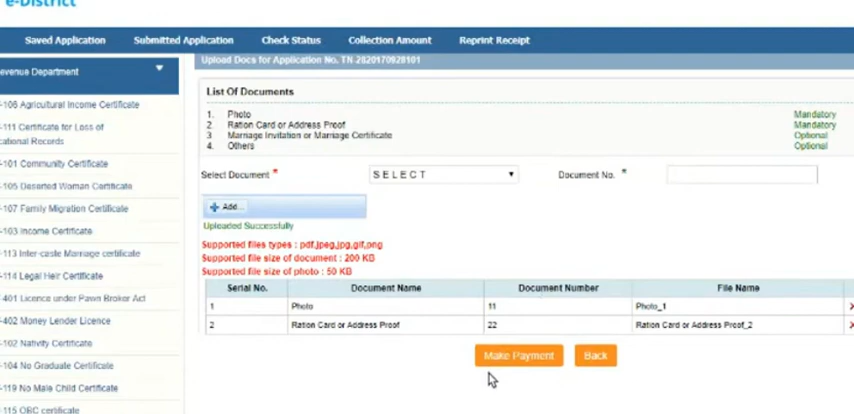 e-District
Saved Application Submitted Application Check Status Collection Amount Reprint Receipt
evenue Department
Upload Docs for Application No. TN-2820170928101
List Of Documents
1. Photo Mandatory
2 Ration Card or Address Proof Mandatory
3 Marriage Invitation or Marriage Certificate Optional
4. Others Optional
Select Document * SELECT Document No. *
Add...
Uploaded Successfully
Supported files types : pdf,jpeg,jpg,gif,png
Supported file size of document : 200 KB
Supported file size of photo : 50 KB
Serial No. Document Name Document Number File Name
1 Photo 11 Photo_1
2 Ration Card or Address Proof 22 Ration Card or Address Proof_2
Make Payment Back
-106 Agricultural Income Certificate
-111 Certificate for Loss of
cational Records
-101 Community Certificate
-105 Deserted Woman Certificate
-107 Family Migration Certificate
-103 Income Certificate
-113 Inter-caste Marriage certificate
-114 Legal Heir Certificate
-401 Licence under Pawn Broker Act
-402 Money Lender Licence
-102 Nativity Certificate
-104 No Graduate Certificate
-119 No Male Child Certificate
-115 OBC certificate